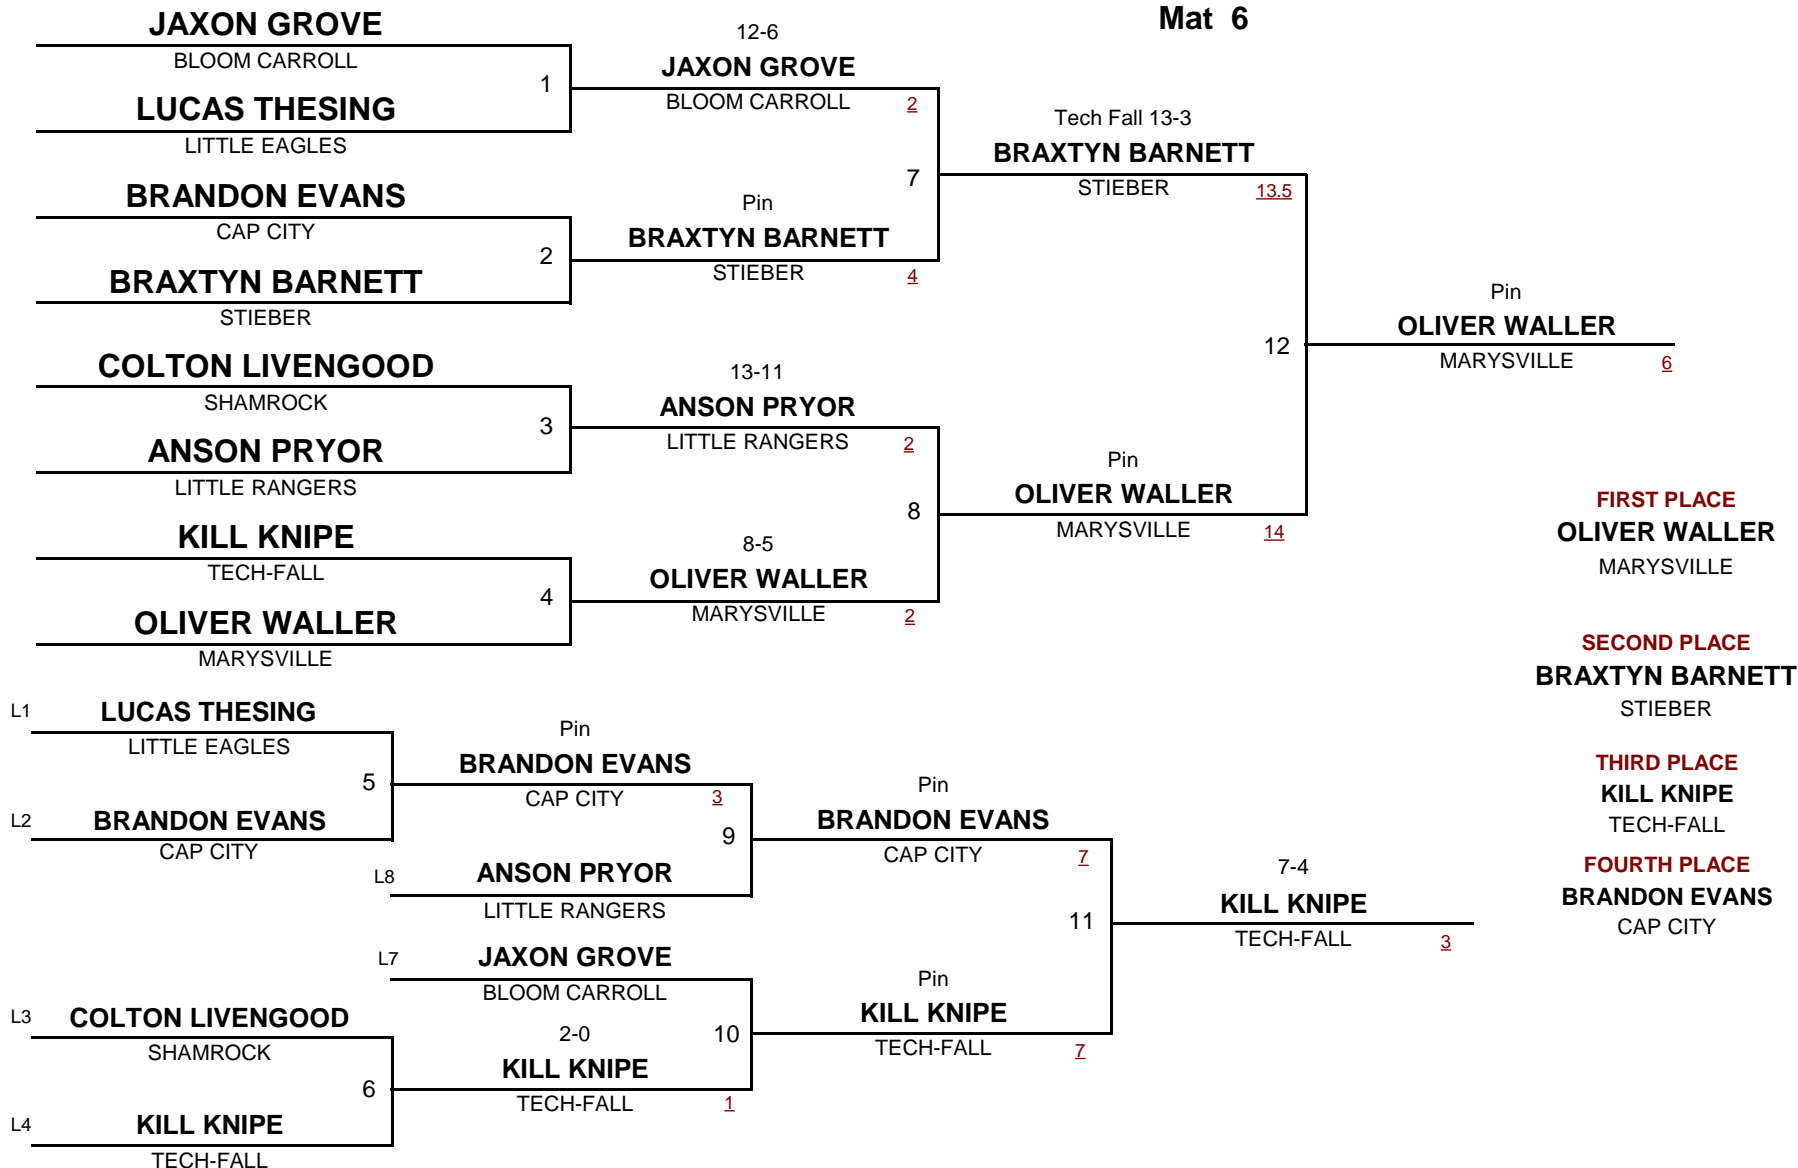 Mat 6
JAXON GROVE
BLOOM CARROLL
1
LUCAS THESING
LITTLE EAGLES
BRANDON EVANS
CAP CITY
2
BRAXTYN BARNETT
STIEBER
COLTON LIVENGOOD
SHAMROCK
3
ANSON PRYOR
LITTLE RANGERS
KILL KNIPE
TECH-FALL
4
OLIVER WALLER
MARYSVILLE
12-6
JAXON GROVE
BLOOM CARROLL 2
7
Pin
BRAXTYN BARNETT
STIEBER 4
13-11
ANSON PRYOR
LITTLE RANGERS 2
8
8-5
OLIVER WALLER
MARYSVILLE 2
Tech Fall 13-3
BRAXTYN BARNETT
STIEBER 13.5
12
Pin
OLIVER WALLER
MARYSVILLE 14
Pin
OLIVER WALLER
MARYSVILLE 6
L1 LUCAS THESING
LITTLE EAGLES
5
L2 BRANDON EVANS
CAP CITY
L3 COLTON LIVENGOOD
SHAMROCK
6
L4 KILL KNIPE
TECH-FALL
Pin
BRANDON EVANS
CAP CITY 3
9
L8 ANSON PRYOR
LITTLE RANGERS
L7 JAXON GROVE
BLOOM CARROLL
10
2-0
KILL KNIPE
TECH-FALL 1
Pin
BRANDON EVANS
CAP CITY 7
11
Pin
KILL KNIPE
TECH-FALL 7
7-4
KILL KNIPE
TECH-FALL 3
FIRST PLACE
OLIVER WALLER
MARYSVILLE
SECOND PLACE
BRAXTYN BARNETT
STIEBER
THIRD PLACE
KILL KNIPE
TECH-FALL
FOURTH PLACE
BRANDON EVANS
CAP CITY